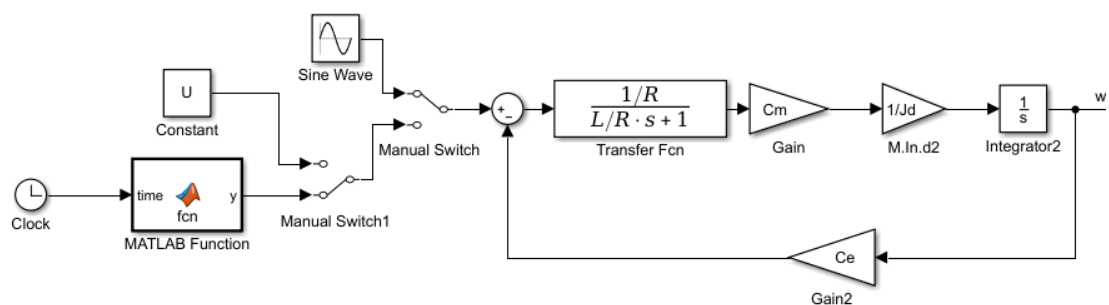 Sine Wave
U
Constant
Clock
time
fcn
y
MATLAB Function
Manual Switch1
Manual Switch
+
-
1/R
L/R · s + 1
Transfer Fcn
Cm
Gain
1/Jd
M.In.d2
1
s
Integrator2
w
Ce
Gain2